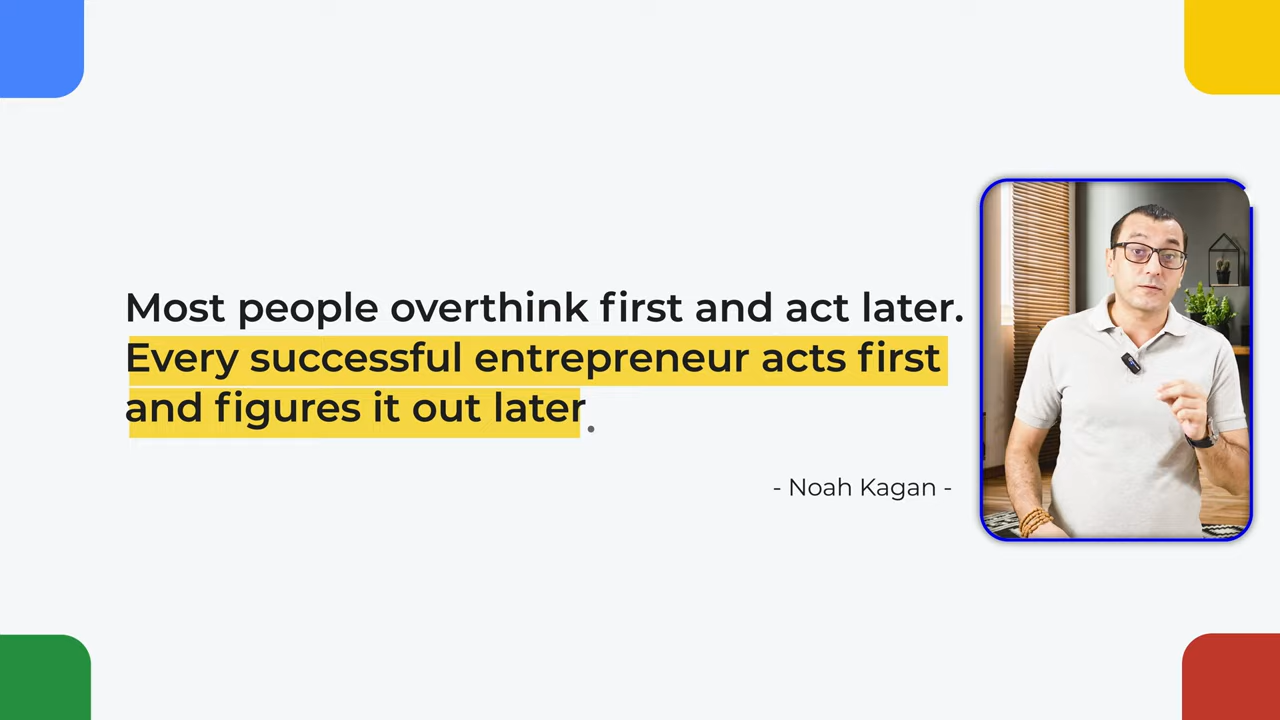 Most people overthink first and act later.
Every successful entrepreneur acts first
and figures it out later.
- Noah Kagan -